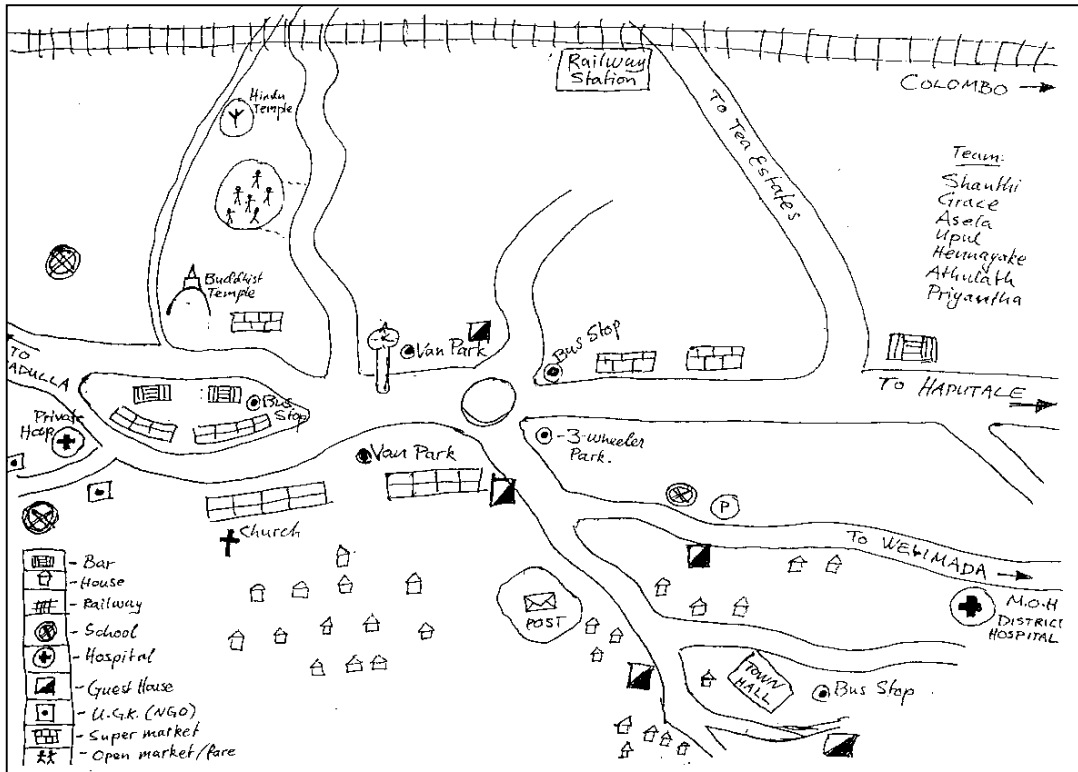 Railway
Station
COLOMBO
Hindu
Temple
To Tea Estates
Team:
Shanthi
Grace
Asela
Upul
Hennayake
Athulath
Priyantha
Buddhist
Temple
Van Park
Bus Stop
TO
ADULLA
TO HAPUTALE
Private
Hosp
Bus
Stop
Van Park
-3-wheeler
Park.
P
Church
TO WELIMADA
M.O.H
DISTRICT
HOSPITAL
POST
TOWN
HALL
Bus Stop
- Bar
- House
- Railway
- School
- Hospital
- Guest House
- U.G.K. (NGO)
- Super market
- Open market/fare